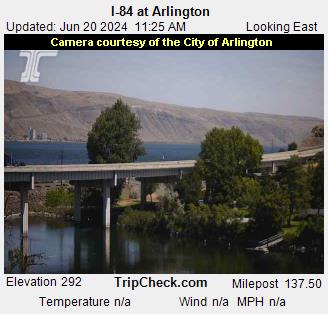 I-84 at Arlington
Updated: Jun 20 2024 11:25 AM Looking East
Camera courtesy of the City of Arlington
Elevation 292 TripCheck.com Milepost 137.50
Temperature n/a Wind n/a MPH n/a